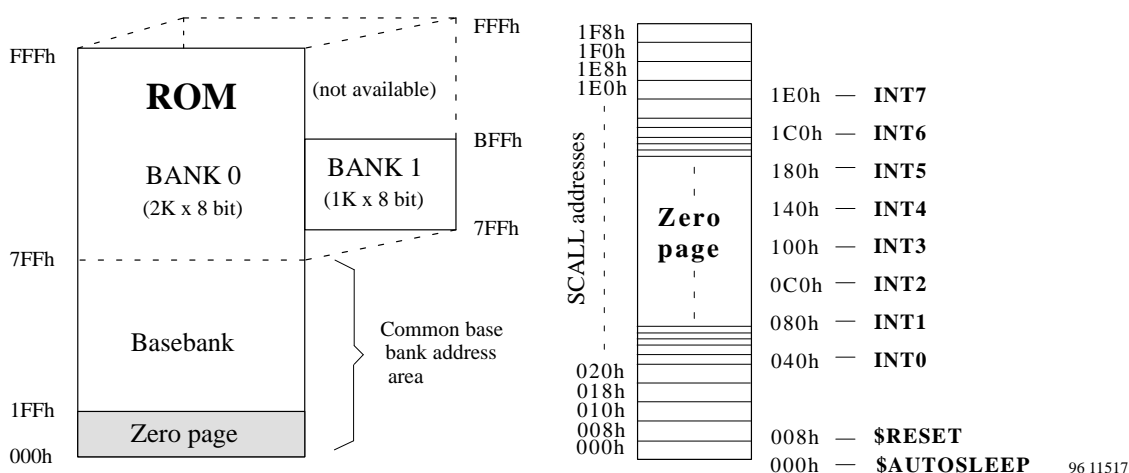 FFFh
FFFh
ROM
(not available)
BFFh
BANK 0
(2K x 8 bit)
BANK 1
(1K x 8 bit)
7FFh
7FFh
Basebank
Common base
bank address
area
1FFh
Zero page
000h
1F8h
1F0h
1E8h
1E0h
SCALL addresses
020h
018h
010h
008h
000h
Zero
page
1E0h — INT7
1C0h — INT6
180h — INT5
140h — INT4
100h — INT3
0C0h — INT2
080h — INT1
040h — INT0
008h — $RESET
000h — $AUTOSLEEP
96 11517